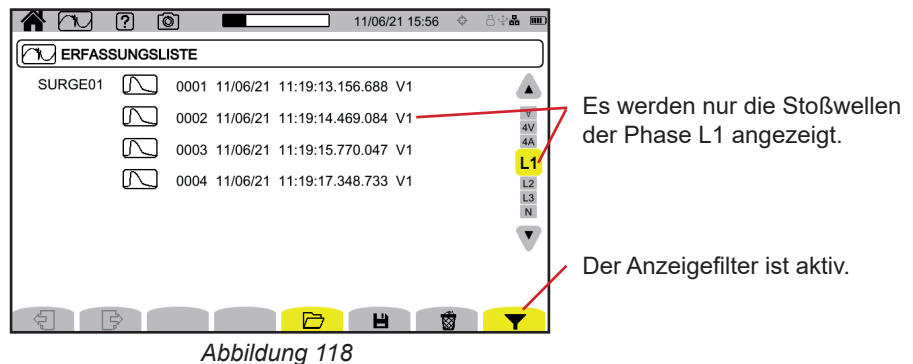 11/06/21 15:56
ERFASSUNGSLISTE
SURGE01 0001 11/06/21 11:19:13.156.688 V1
0002 11/06/21 11:19:14.469.084 V1
0003 11/06/21 11:19:15.770.047 V1
0004 11/06/21 11:19:17.348.733 V1
4V
4A
L1
L2
L3
N
Es werden nur die Stoßwellen
der Phase L1 angezeigt.
Der Anzeigefilter ist aktiv.
Abbildung 118